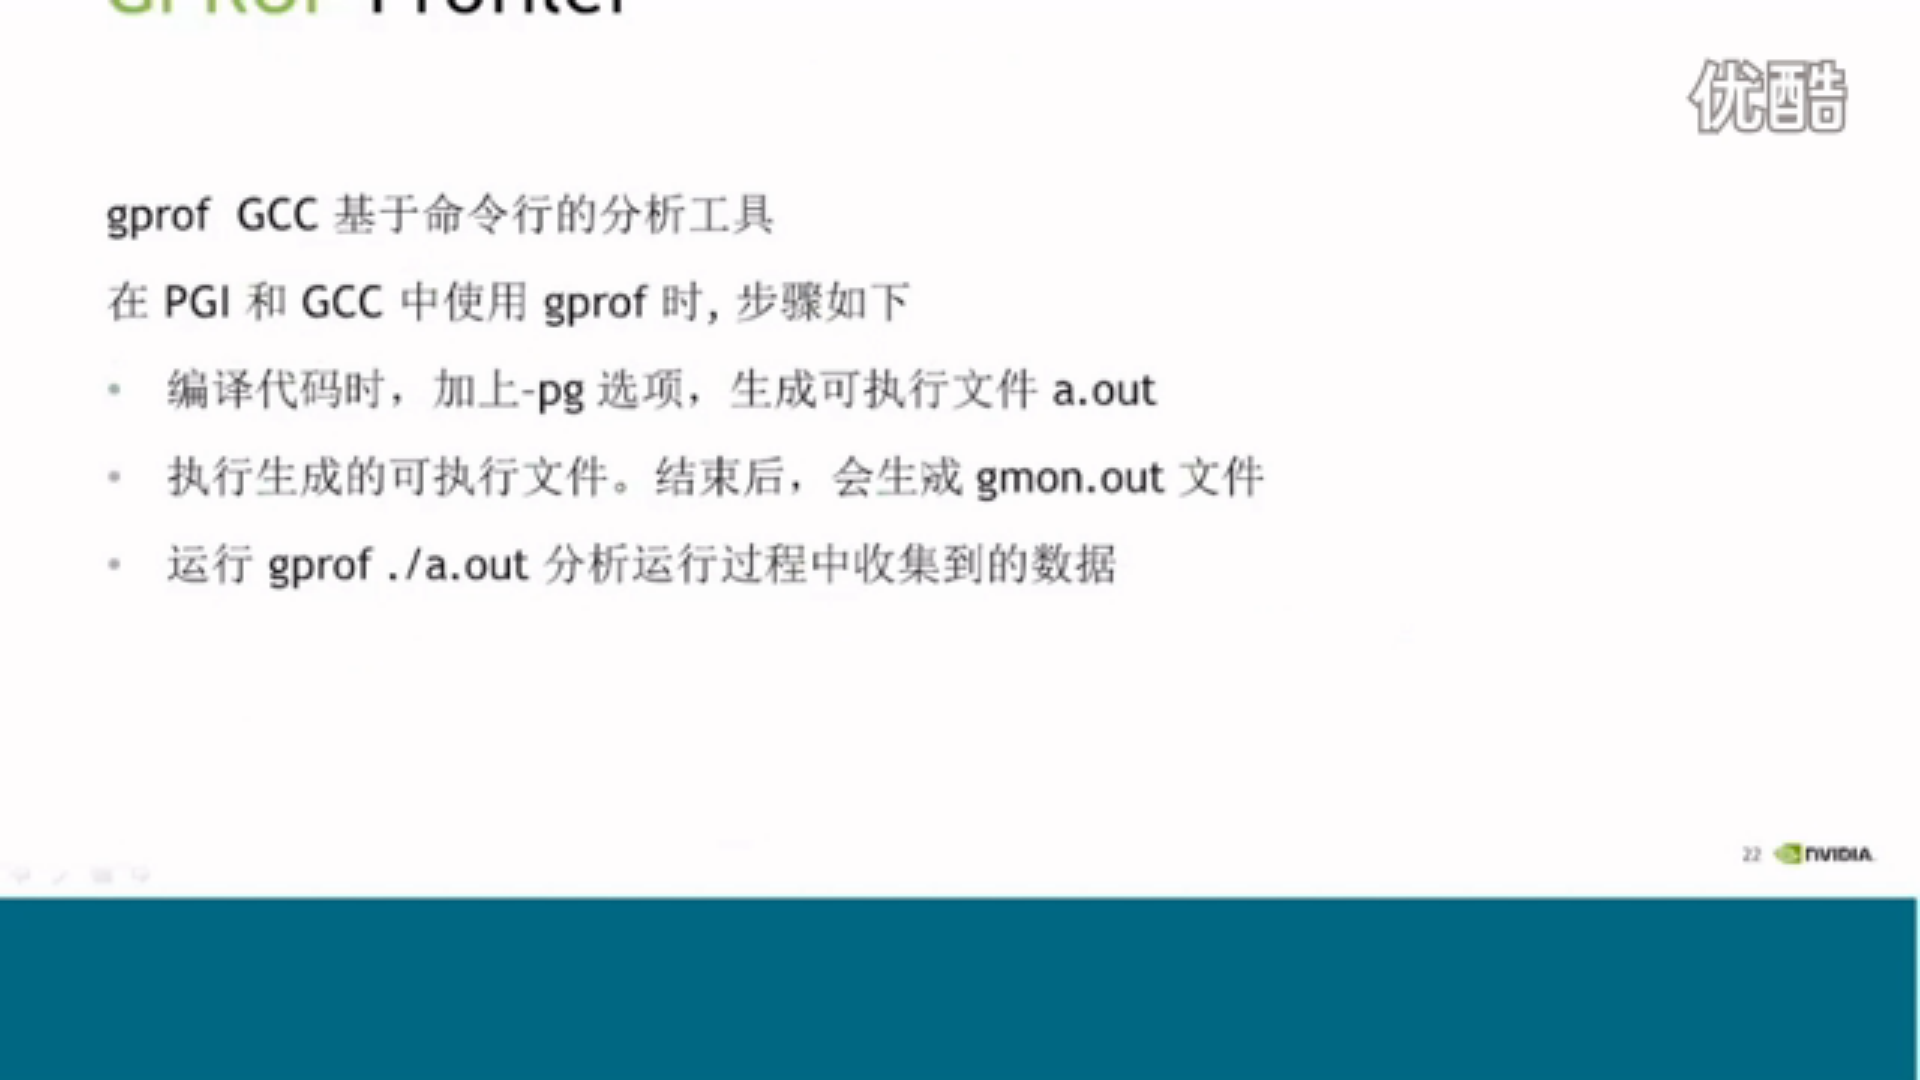 GPROF Profiler
优酷
gprof GCC 基于命令行的分析工具
在 PGI 和 GCC 中使用 gprof 时, 步骤如下
• 编译代码时，加上-pg 选项，生成可执行文件 a.out
• 执行生成的可执行文件。结束后，会生成 gmon.out 文件
• 运行 gprof ./a.out 分析运行过程中收集到的数据
22 NVIDIA.